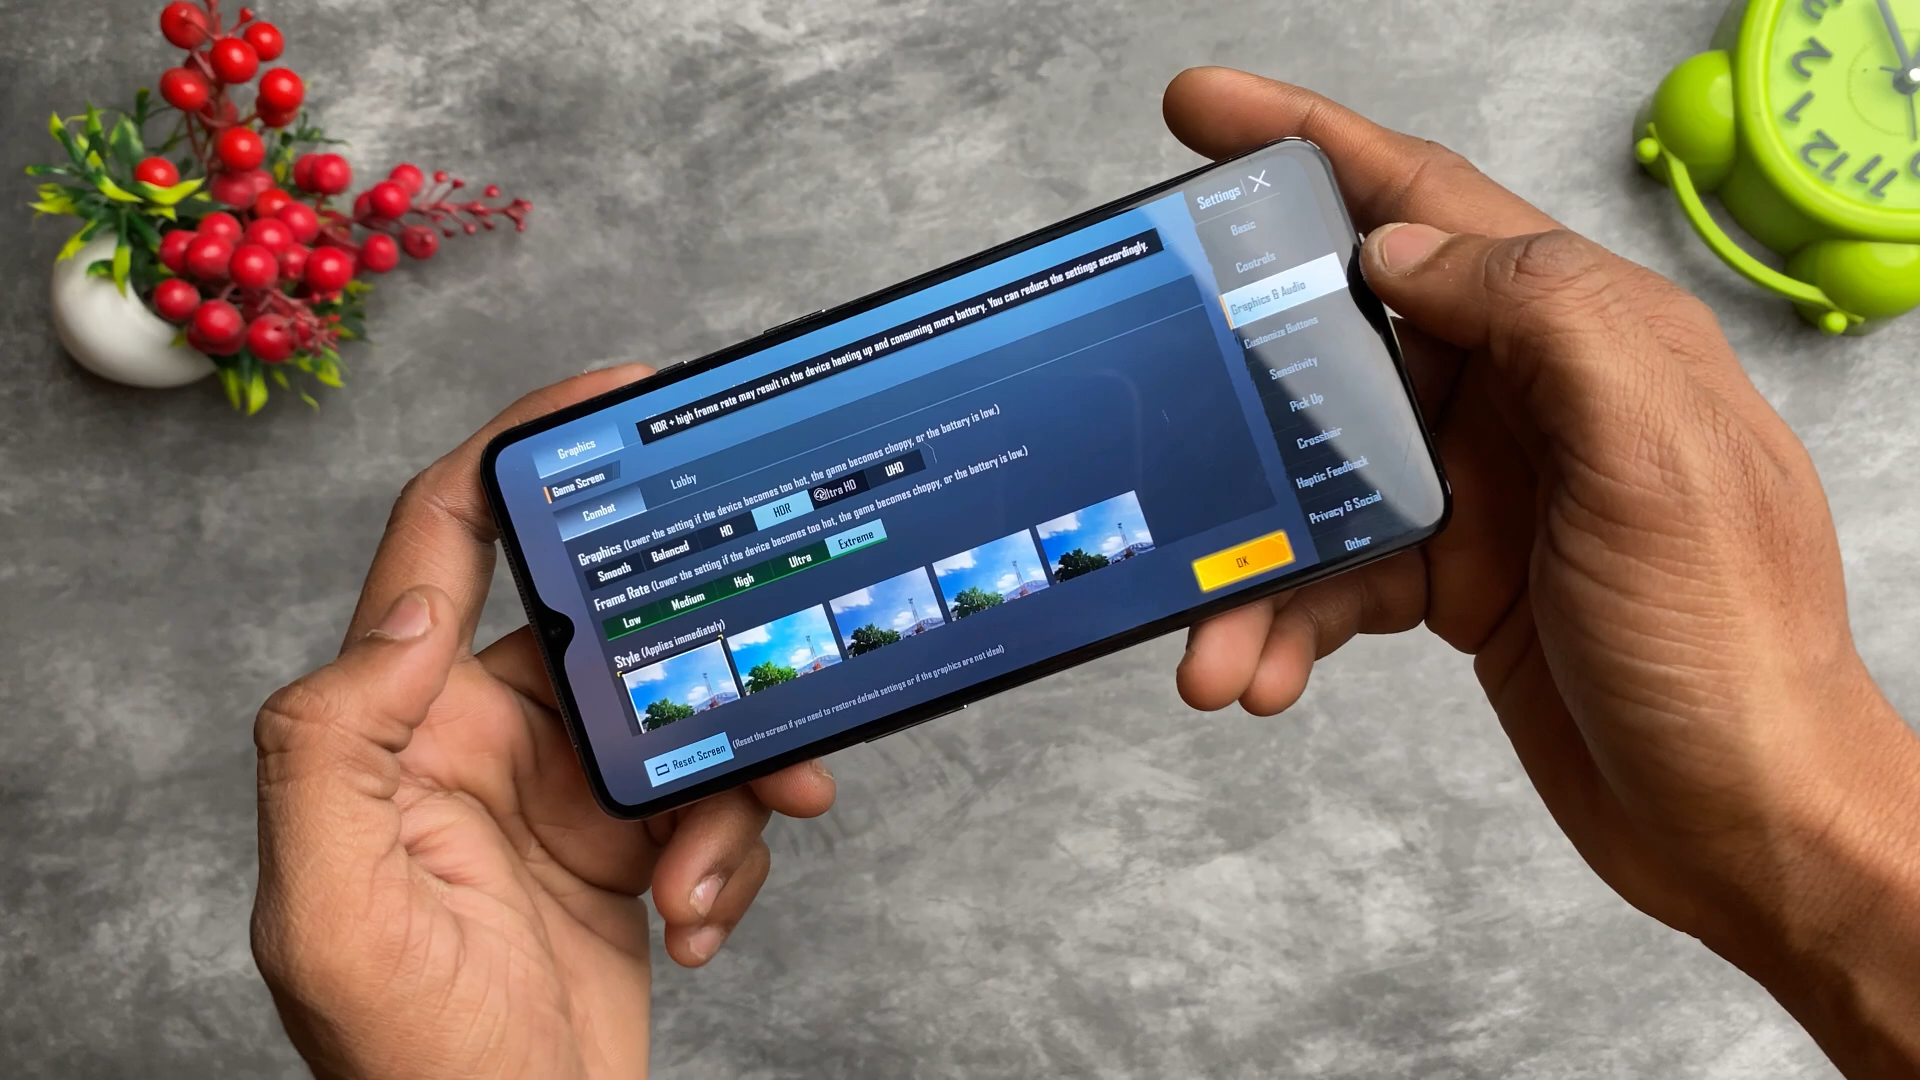 Settings
HDR + high frame rate may result in the device heating up and consuming more battery. You can reduce the settings accordingly.
Graphics
Game Screen
Combat
Lobby
Graphics (Lower the setting if the device becomes too hot, the game becomes choppy, or the battery is low.)
Smooth Balanced HD HDR Ultra HD UHD
Frame Rate (Lower the setting if the device becomes too hot, the game becomes choppy, or the battery is low.)
Low Medium High Ultra Extreme
Style (Applies immediately)
Reset Screen (Reset the screen if you need to restore default settings or if the graphics are not ideal)
OK
Basic
Controls
Graphics & Audio
Customize Buttons
Sensitivity
Pick Up
Crosshair
Haptic Feedback
Privacy & Social
Other
3
2
1
12
11